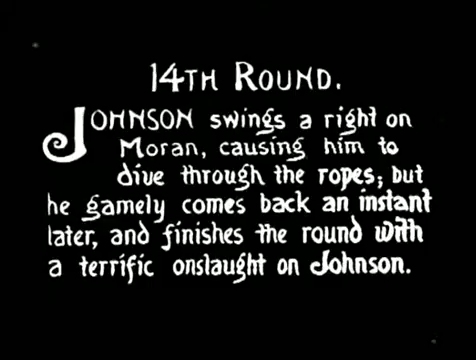 14TH ROUND.
JOHNSON swings a right on
Moran, causing him to
dive through the ropes; but
he gamely comes back an instant
later, and finishes the round with
a terrific onslaught on Johnson.